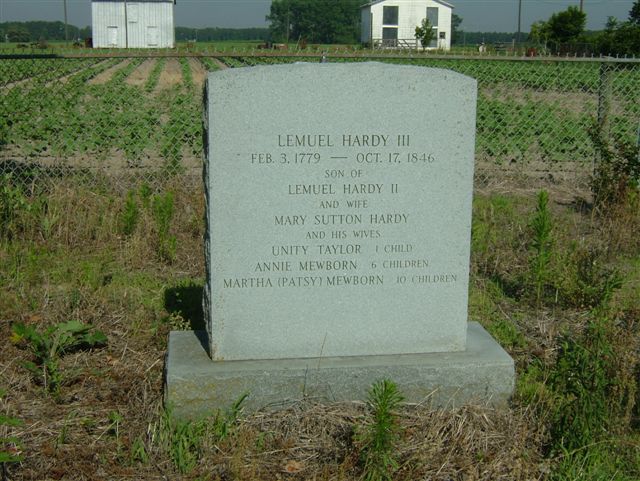 LEMUEL HARDY III
FEB. 3, 1779 — OCT. 17, 1846
SON OF
LEMUEL HARDY II
AND WIFE
MARY SUTTON HARDY
AND HIS WIVES
UNITY TAYLOR 1 CHILD
ANNIE MEWBORN 6 CHILDREN
MARTHA (PATSY) MEWBORN 10 CHILDREN